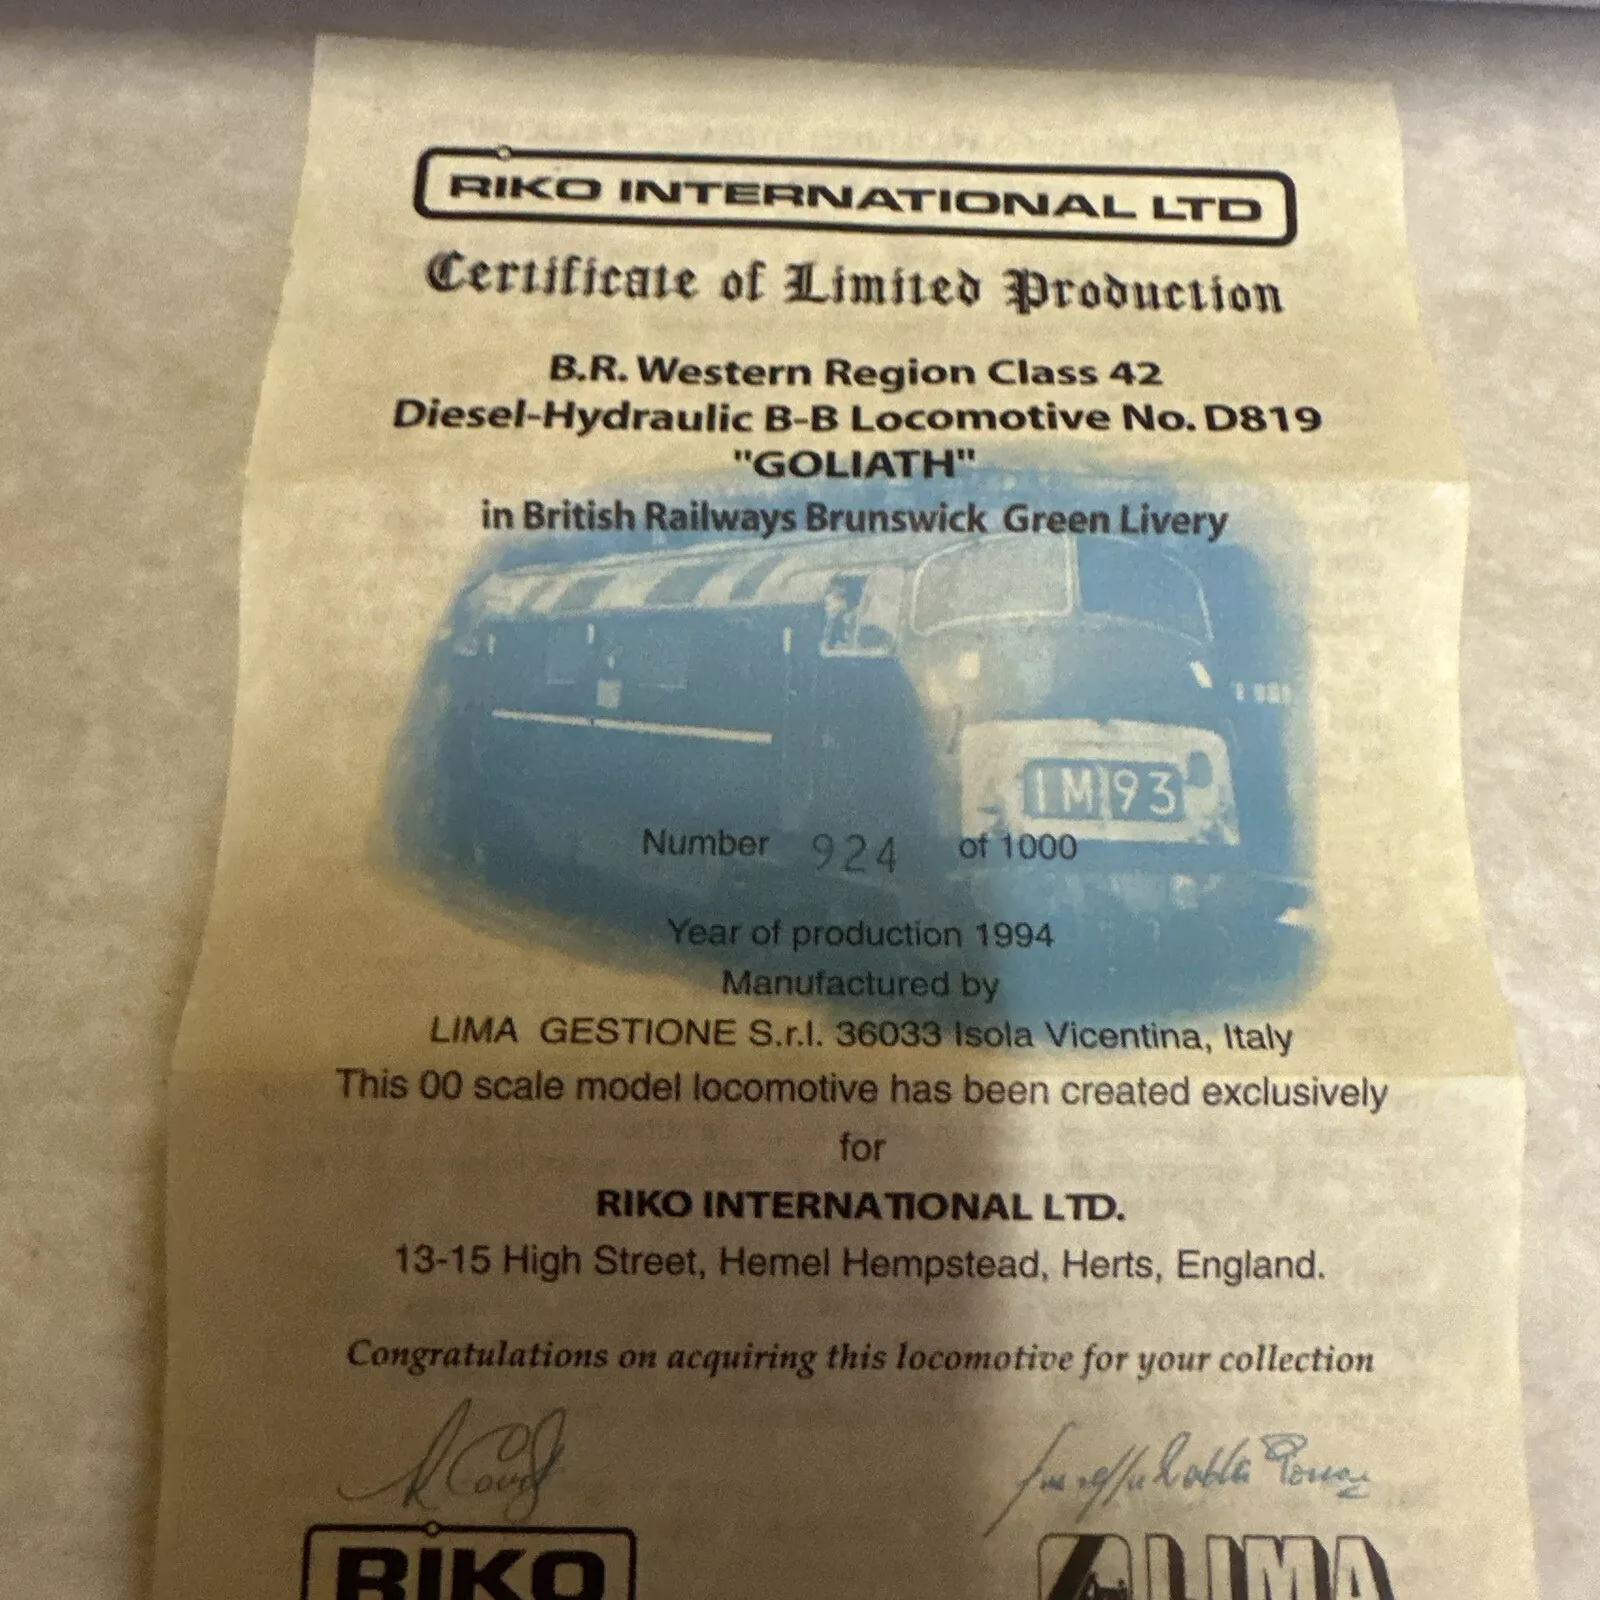 RIKO INTERNATIONAL LTD
Certificate of Limited Production
B.R. Western Region Class 42
Diesel-Hydraulic B-B Locomotive No. D819
"GOLIATH"
in British Railways Brunswick Green Livery
1M93
Number 924 of 1000
Year of production 1994
Manufactured by
LIMA GESTIONE S.r.l. 36033 Isola Vicentina, Italy
This 00 scale model locomotive has been created exclusively
for
RIKO INTERNATIONAL LTD.
13-15 High Street, Hemel Hempstead, Herts, England.
Congratulations on acquiring this locomotive for your collection
RIKO LIMA